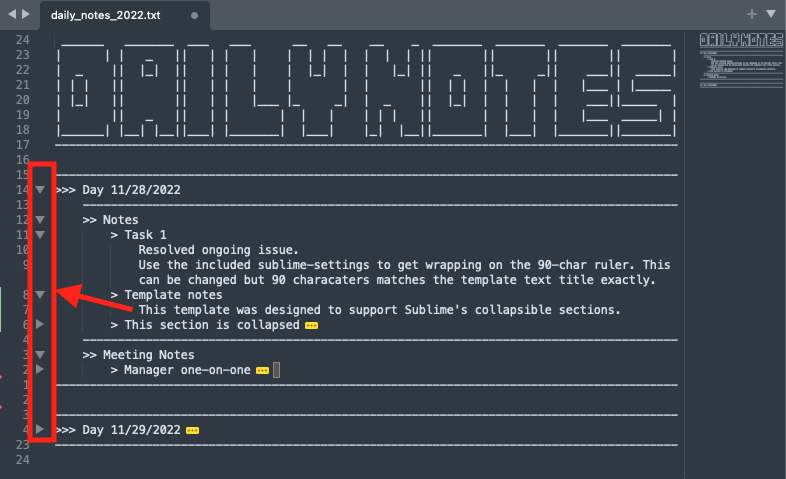 daily_notes_2022.txt
24
23
22
21
20
19
18
DAILYNOTES
17
16
15
14 >>> Day 11/28/2022
13
12 >> Notes
11 > Task 1
10 Resolved ongoing issue.
9 Use the included sublime-settings to get wrapping on the 90-char ruler. This
can be changed but 90 characaters matches the template text title exactly.
8 > Template notes
7 This template was designed to support Sublime's collapsible sections.
6 > This section is collapsed
4
3 >> Meeting Notes
2 > Manager one-on-one
1
2
3
4 >>> Day 11/29/2022
23
24